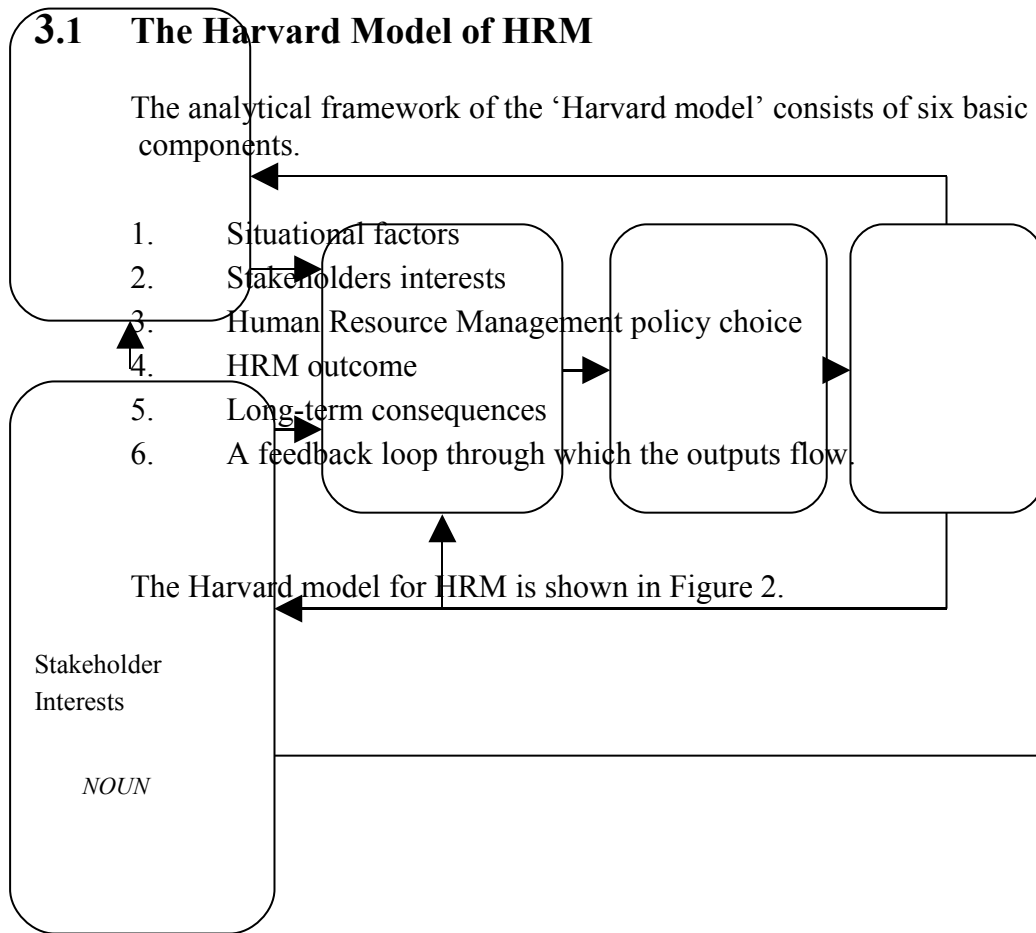 3.1 The Harvard Model of HRM
The analytical framework of the ‘Harvard model’ consists of six basic
components.
1. Situational factors
2. Stakeholders interests
3. Human Resource Management policy choice
4. HRM outcome
5. Long-term consequences
6. A feedback loop through which the outputs flow.
The Harvard model for HRM is shown in Figure 2.
Stakeholder
Interests
NOUN